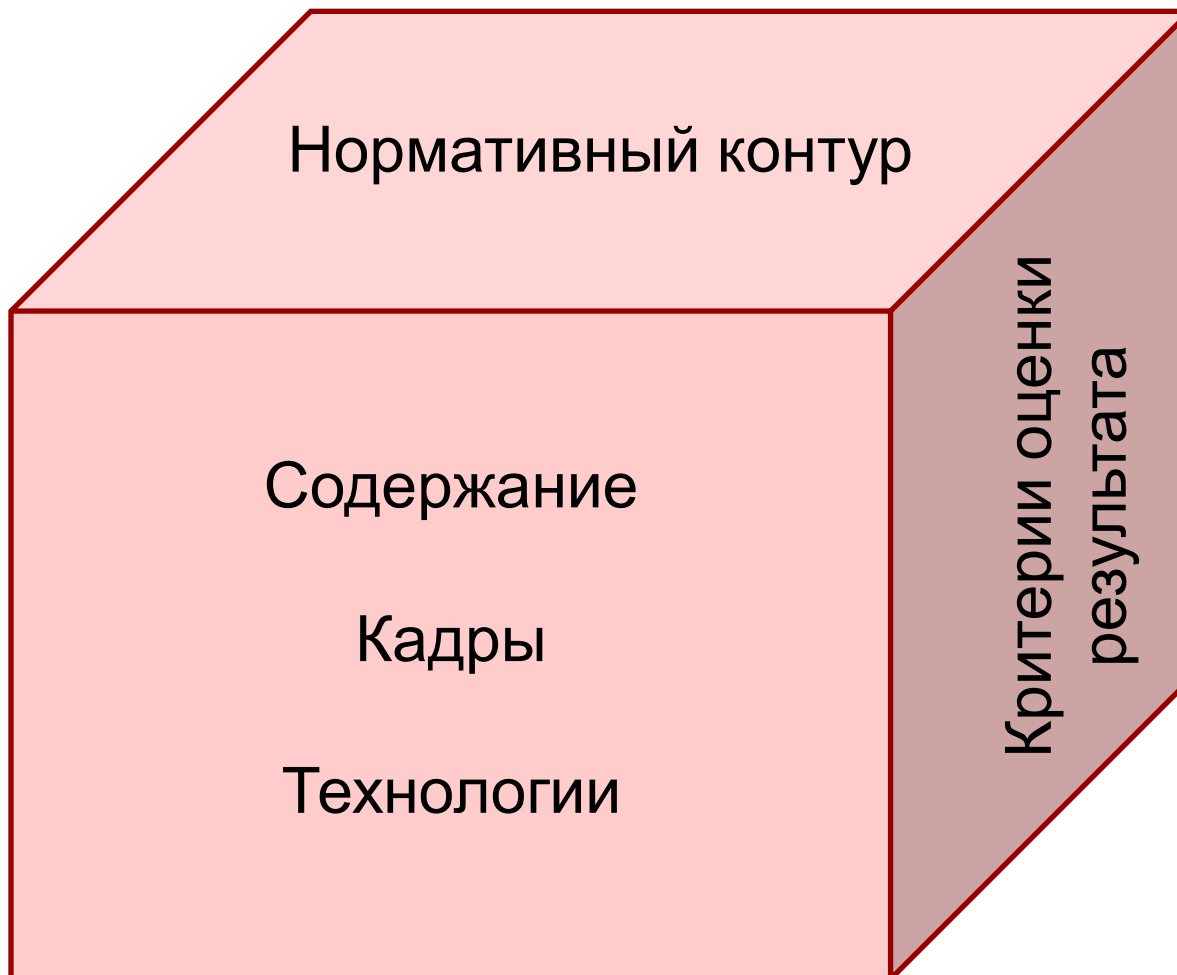 Нормативный контур
Содержание
Кадры
Технологии
Критерии оценки
результата